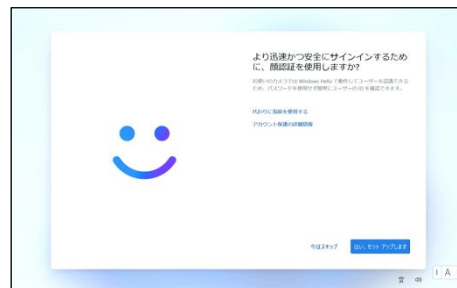 より迅速かつ安全にサインインするため
に、顔認証を使用しますか?
お使いのカメラでは Windows Hello で動作してユーザーを認識できる
ため、パスワードを使用せず簡単にユーザーの ID を確認できます。
代わりに指紋を使用する
アカウント保護の詳細情報
今はスキップ
はい、セットアップします
A